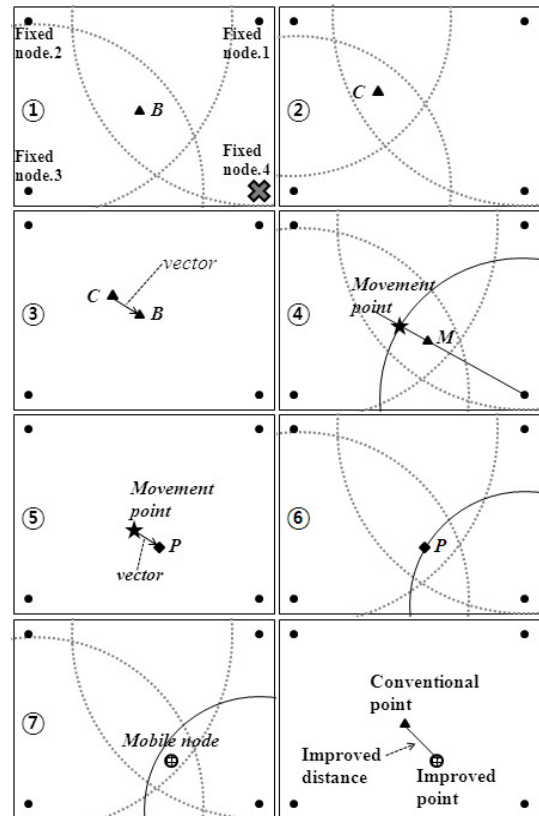 Fixed
node.2
Fixed
node.1
① B
Fixed
node.3
Fixed
node.4
②
C
③
vector
C
B
④
Movement
point
M
⑤
Movement
point
P
vector
⑥
P
⑦
Mobile node
Conventional
point
Improved
distance
Improved
point